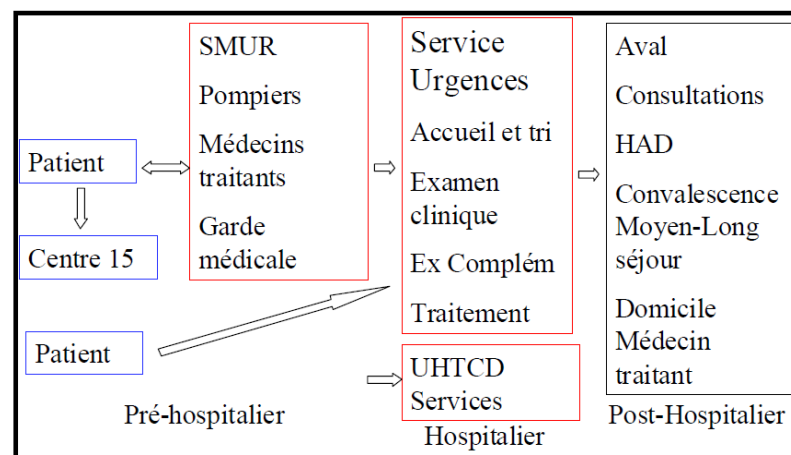 Patient
Centre 15
Patient
Pré-hospitalier
SMUR
Pompiers
Médecins
traitants
Garde
médicale
Service
Urgences
Accueil et tri
Examen
clinique
Ex Complém
Traitement
UHTCD
Services
Hospitalier
Aval
Consultations
HAD
Convalescence
Moyen-Long
séjour
Domicile
Médecin
traitant
Post-Hospitalier